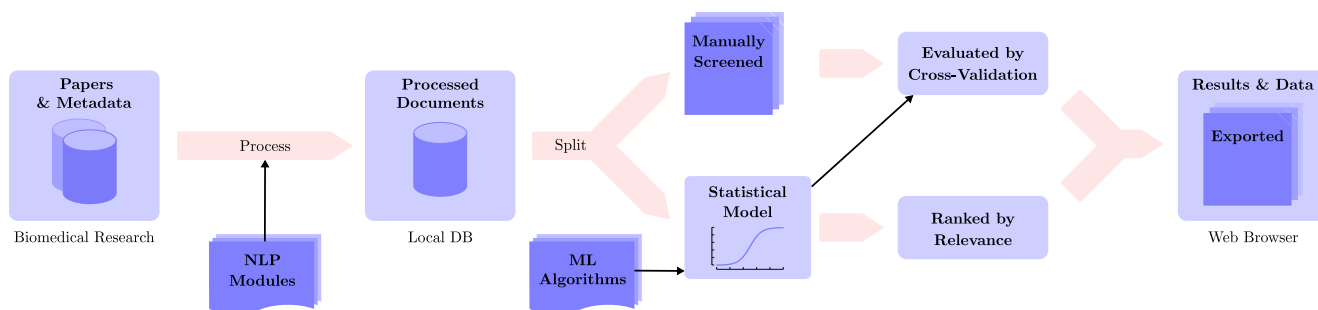 Papers
& Metadata
Biomedical Research
Process
NLP
Modules
Processed
Documents
Local DB
Split
ML
Algorithms
Manually
Screened
Statistical
Model
Evaluated by
Cross-Validation
Ranked by
Relevance
Results & Data
Exported
Web Browser